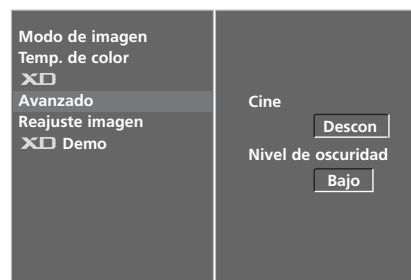 Modo de imagen
Temp. de color
XD
Avanzado
Reajuste imagen
XD Demo
Cine
Descon
Nivel de oscuridad
Bajo